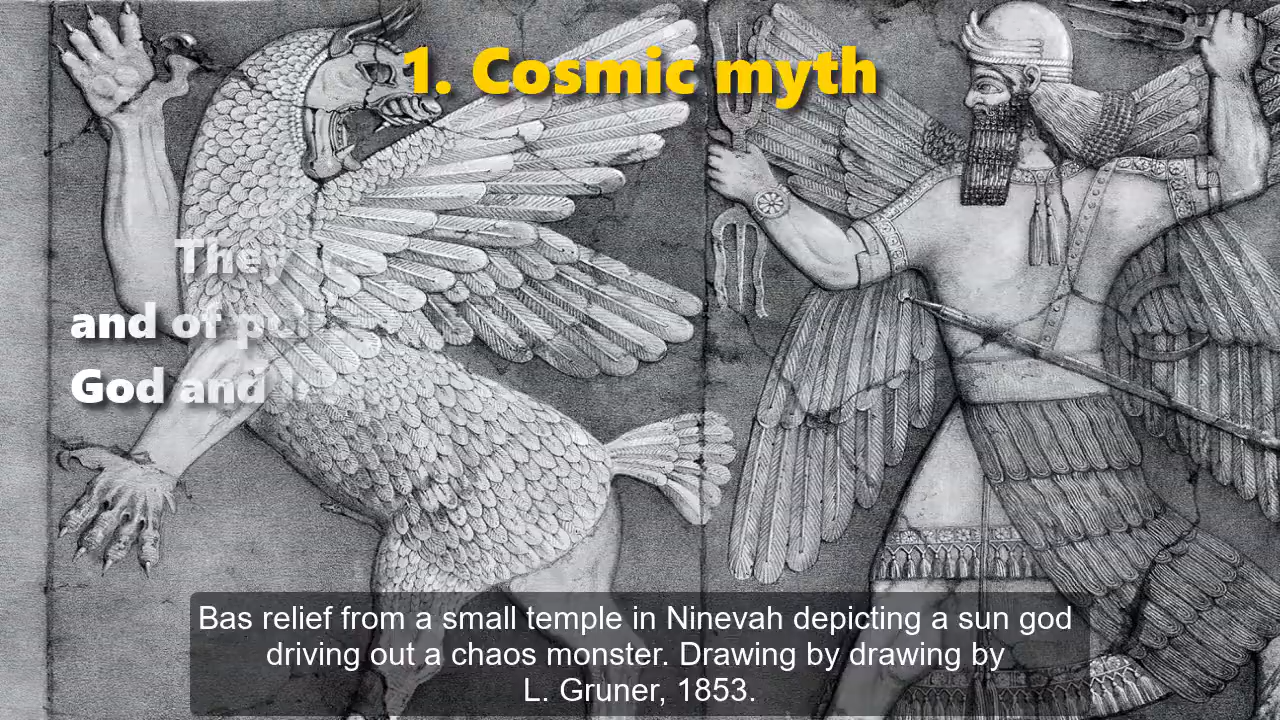 1. Cosmic myth
They
and of
God and
Bas relief from a small temple in Ninevah depicting a sun god
driving out a chaos monster. Drawing by drawing by
L. Gruner, 1853.